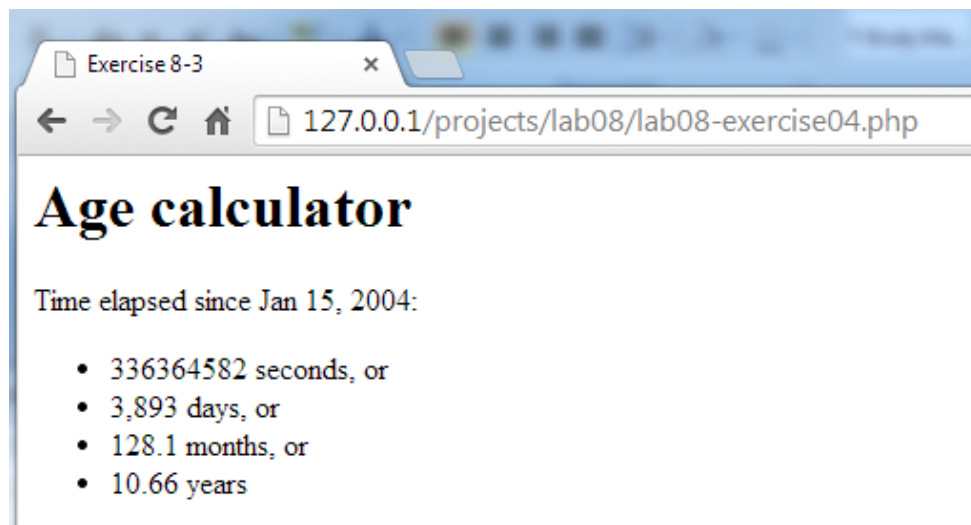 Exercise 8-3
127.0.0.1/projects/lab08/lab08-exercise04.php
Age calculator
Time elapsed since Jan 15, 2004:
336364582 seconds, or
3,893 days, or
128.1 months, or
10.66 years